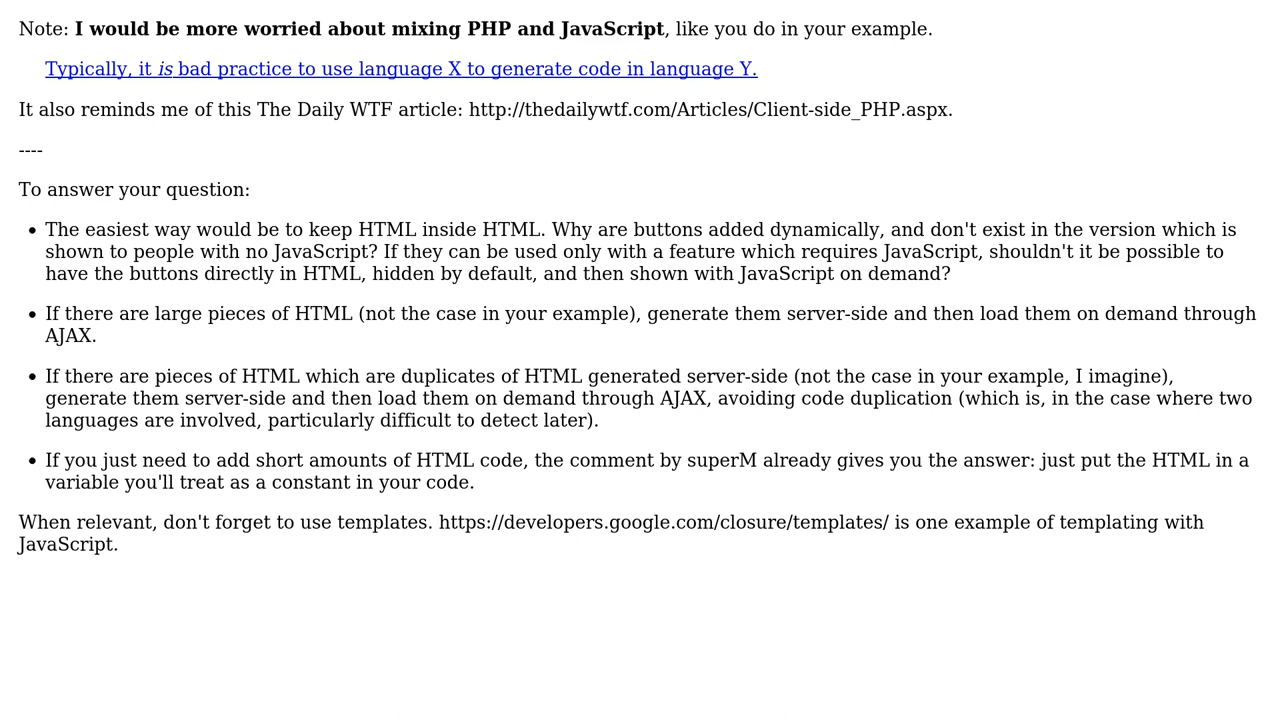 Note: I would be more worried about mixing PHP and JavaScript, like you do in your example.
Typically, it is bad practice to use language X to generate code in language Y.
It also reminds me of this The Daily WTF article: http://thedailywtf.com/Articles/Client-side_PHP.aspx.
----
To answer your question:
• The easiest way would be to keep HTML inside HTML. Why are buttons added dynamically, and don't exist in the version which is
shown to people with no JavaScript? If they can be used only with a feature which requires JavaScript, shouldn't it be possible to
have the buttons directly in HTML, hidden by default, and then shown with JavaScript on demand?
• If there are large pieces of HTML (not the case in your example), generate them server-side and then load them on demand through
AJAX.
• If there are pieces of HTML which are duplicates of HTML generated server-side (not the case in your example, I imagine),
generate them server-side and then load them on demand through AJAX, avoiding code duplication (which is, in the case where two
languages are involved, particularly difficult to detect later).
• If you just need to add short amounts of HTML code, the comment by superM already gives you the answer: just put the HTML in a
variable you'll treat as a constant in your code.
When relevant, don't forget to use templates. https://developers.google.com/closure/templates/ is one example of templating with
JavaScript.